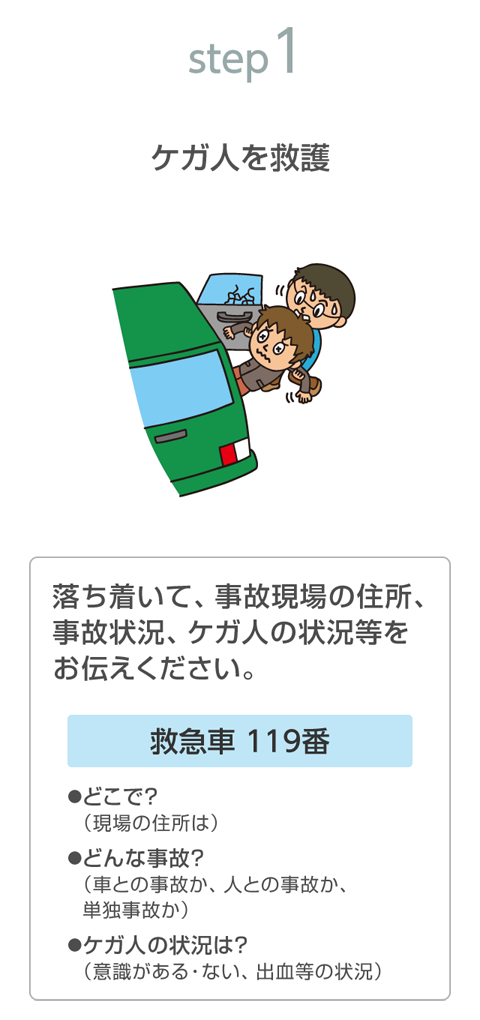 step1
ケガ人を救護
落ち着いて、事故現場の住所、
事故状況、ケガ人の状況等を
お伝えください。
救急車 119番
●どこで?
（現場の住所は）
●どんな事故?
（車との事故か、人との事故か、
単独事故か）
●ケガ人の状況は?
（意識がある・ない、出血等の状況）